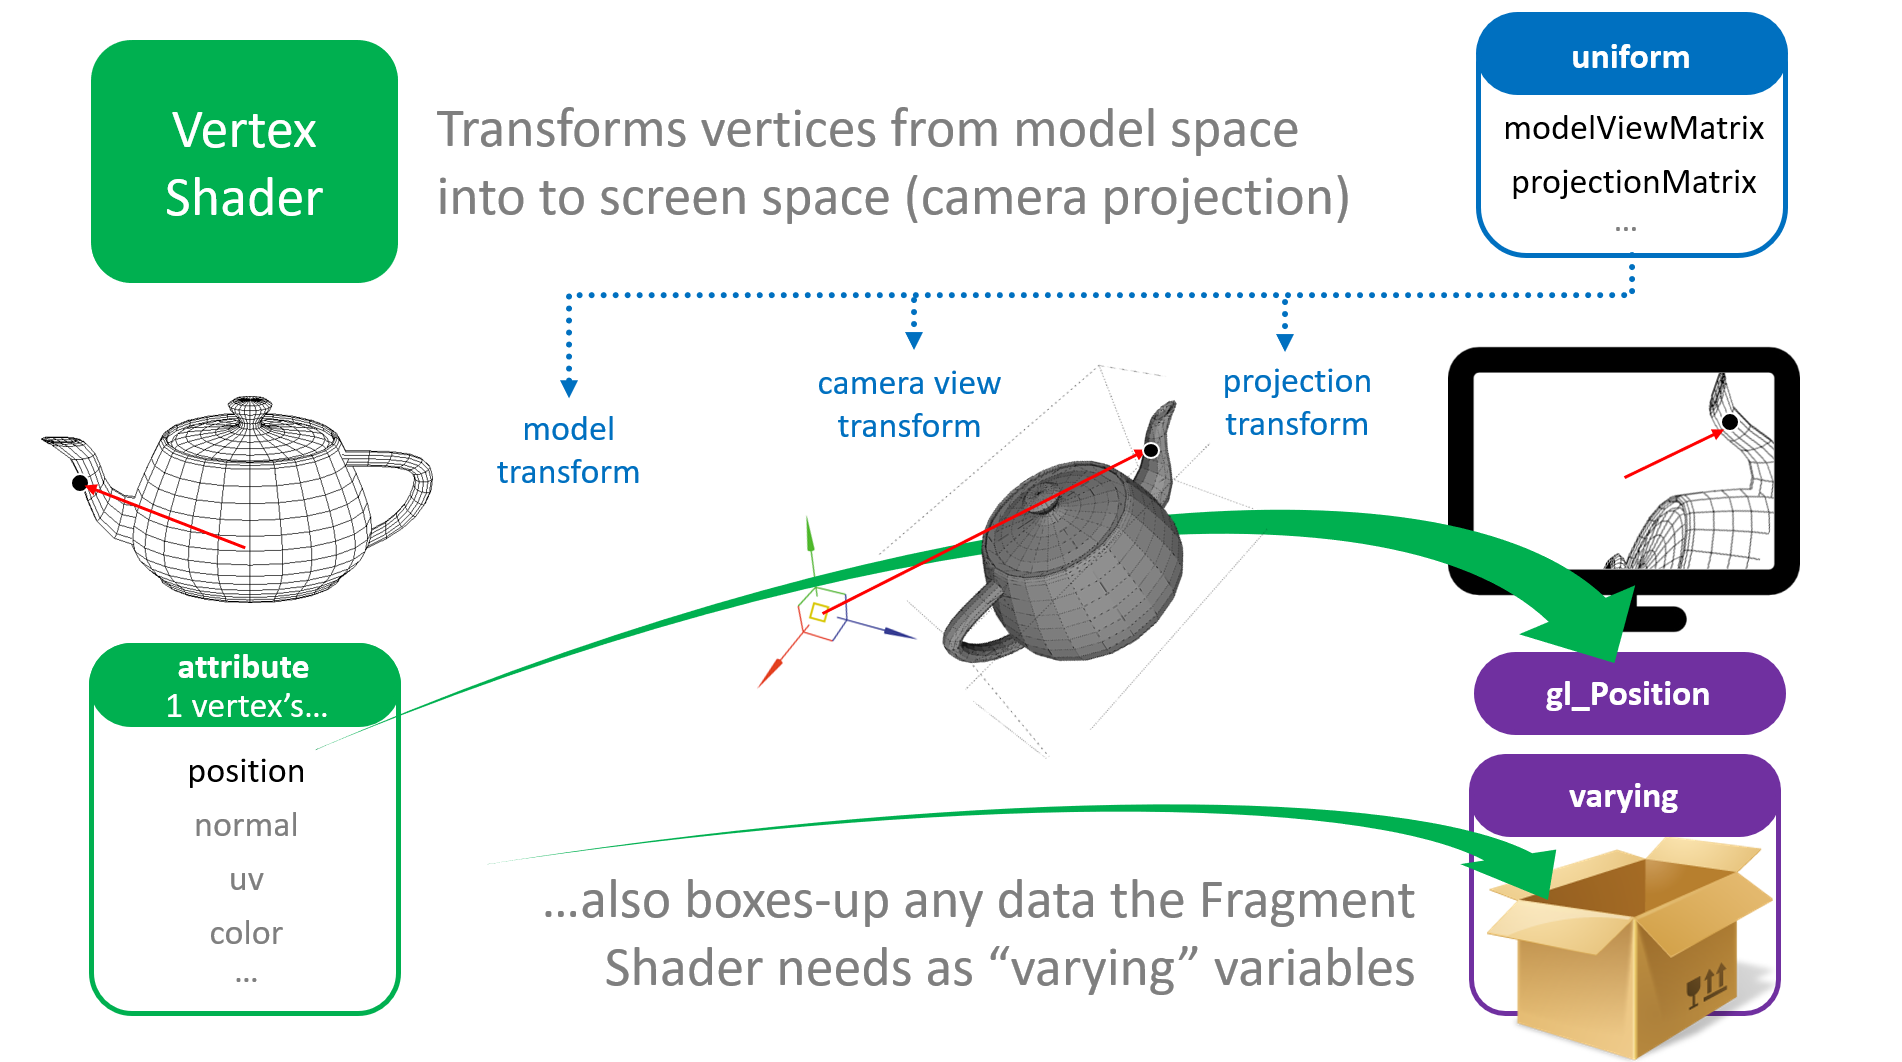 Vertex
Shader
Transforms vertices from model space
into to screen space (camera projection)
uniform
modelViewMatrix
projectionMatrix
...
model
transform
camera view
transform
projection
transform
attribute
1 vertex’s...
position
normal
uv
color
...
gl_Position
varying
...also boxes-up any data the Fragment
Shader needs as “varying” variables